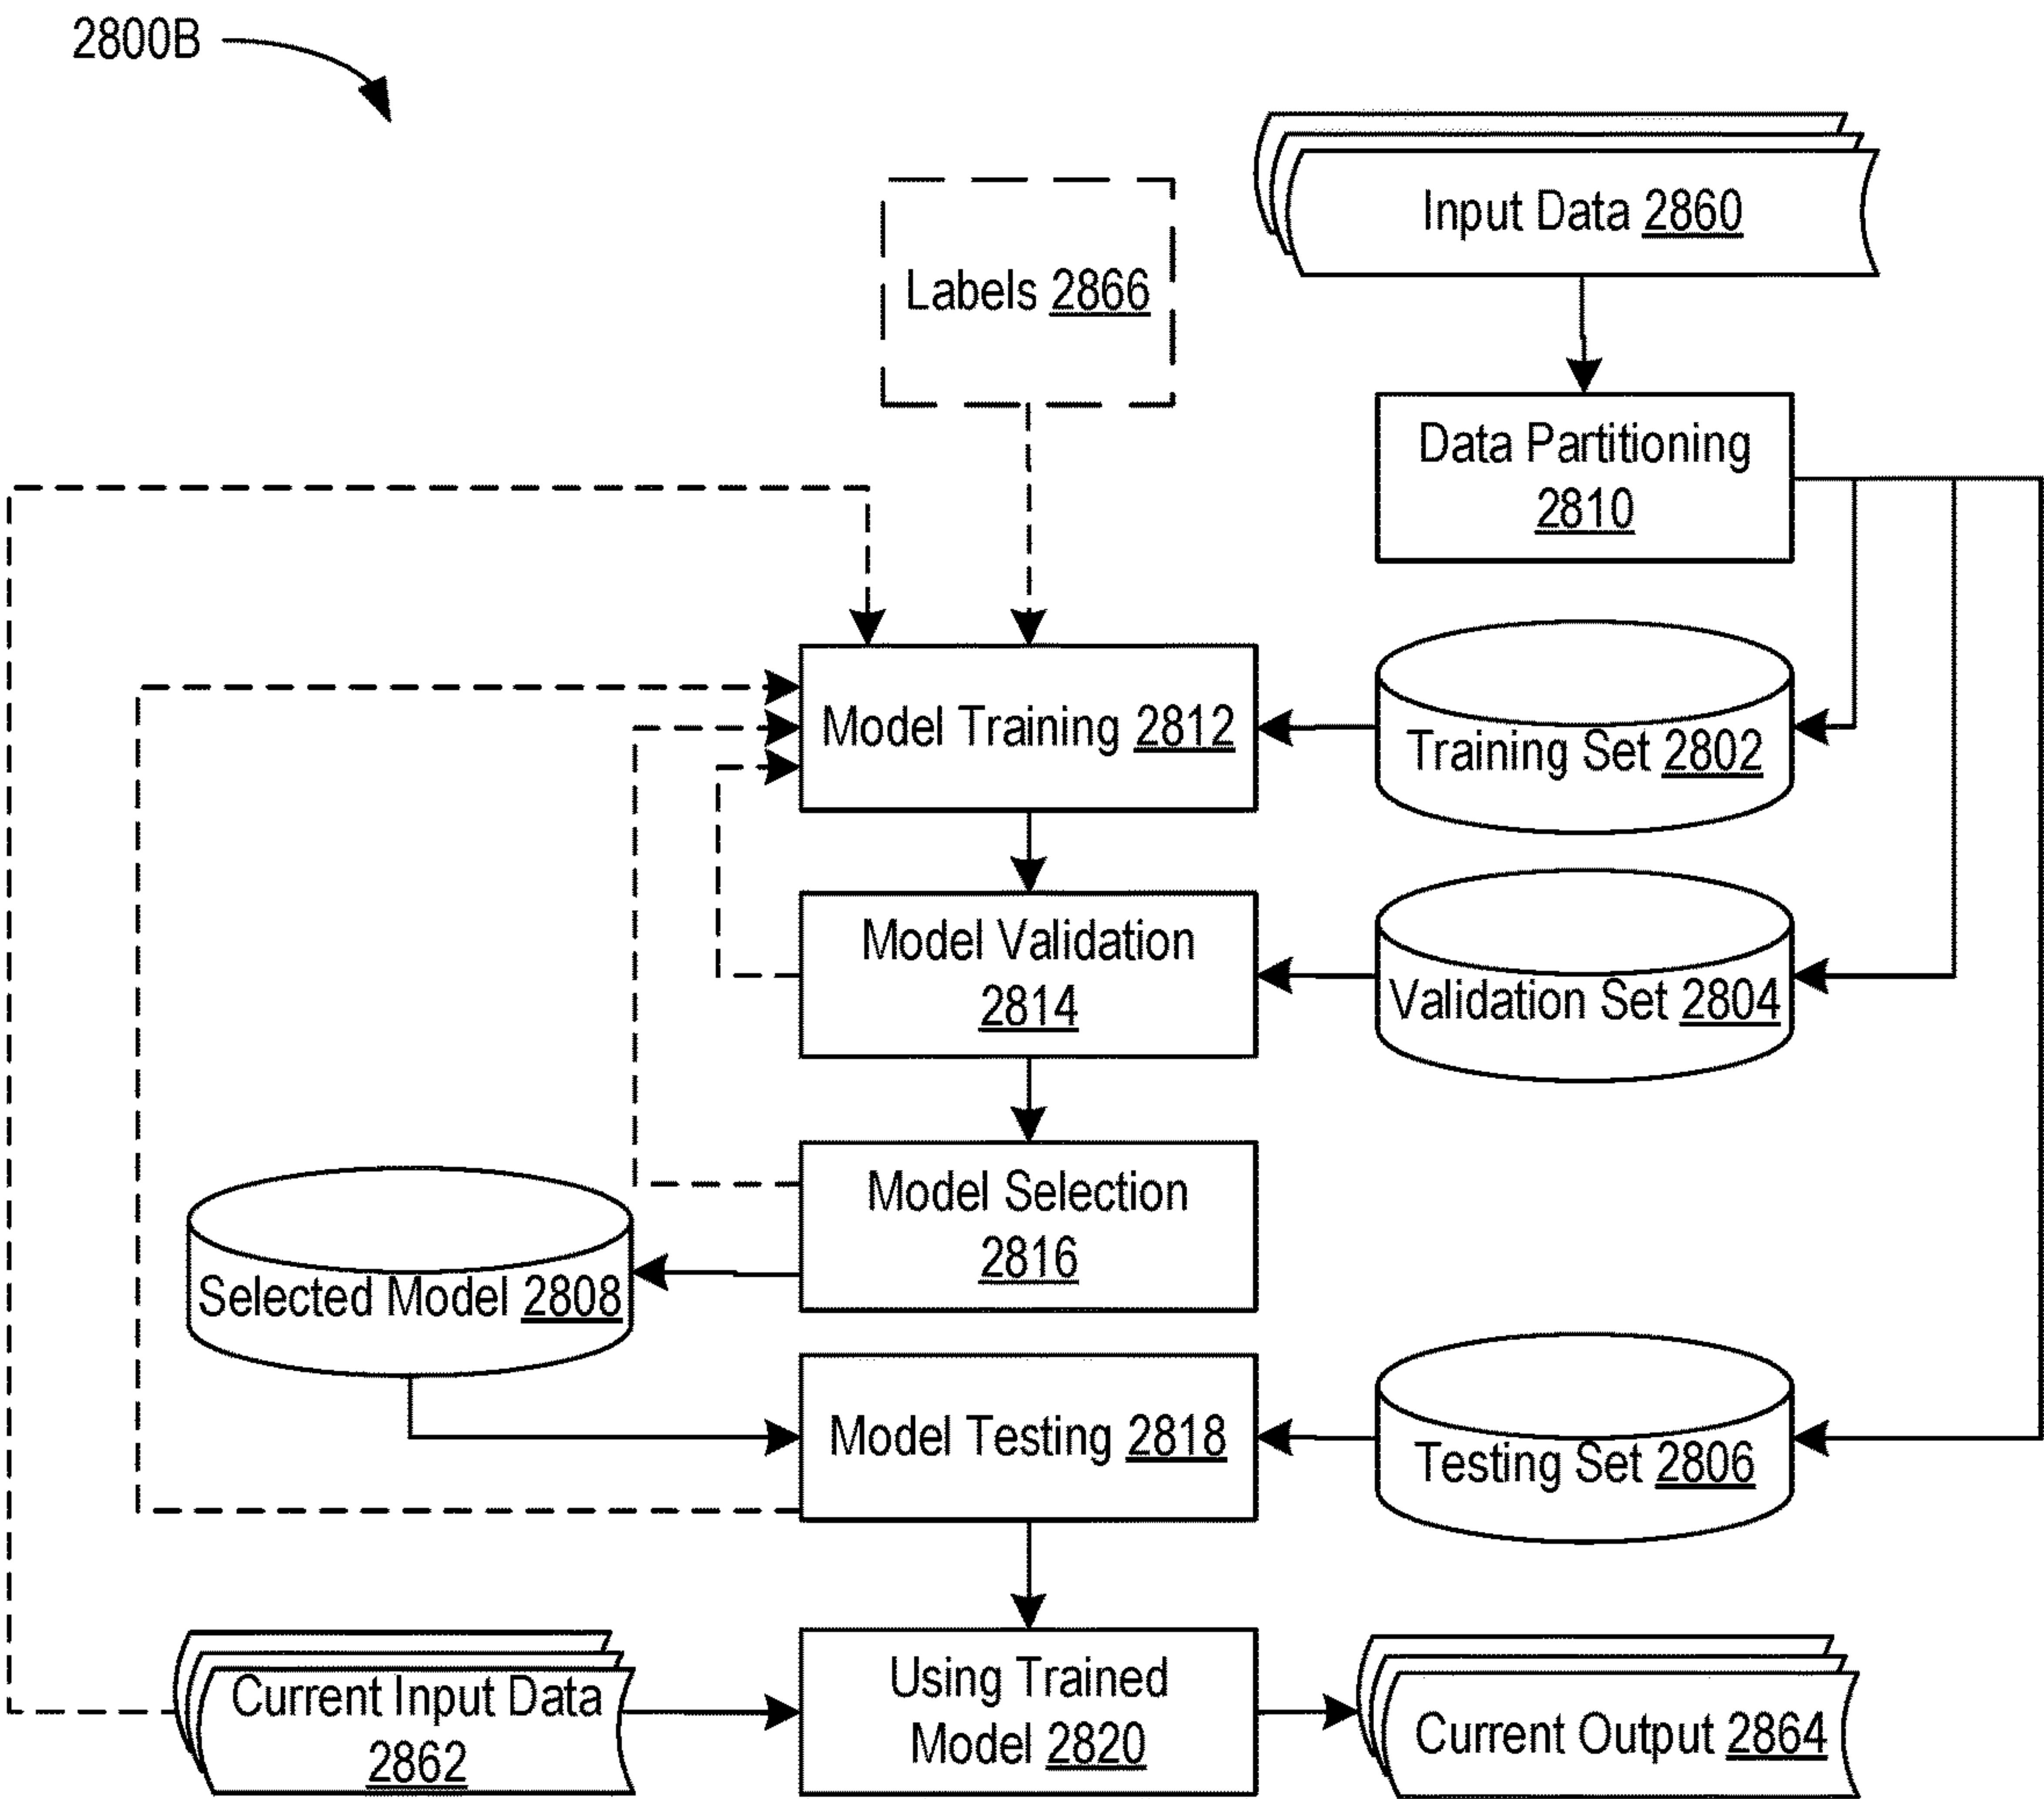 2800B
Input Data 2860
Labels 2866
Data Partitioning
2810
Model Training 2812
Training Set 2802
Model Validation
2814
Validation Set 2804
Model Selection
2816
Selected Model 2808
Model Testing 2818
Testing Set 2806
Current Input Data
2862
Using Trained
Model 2820
Current Output 2864